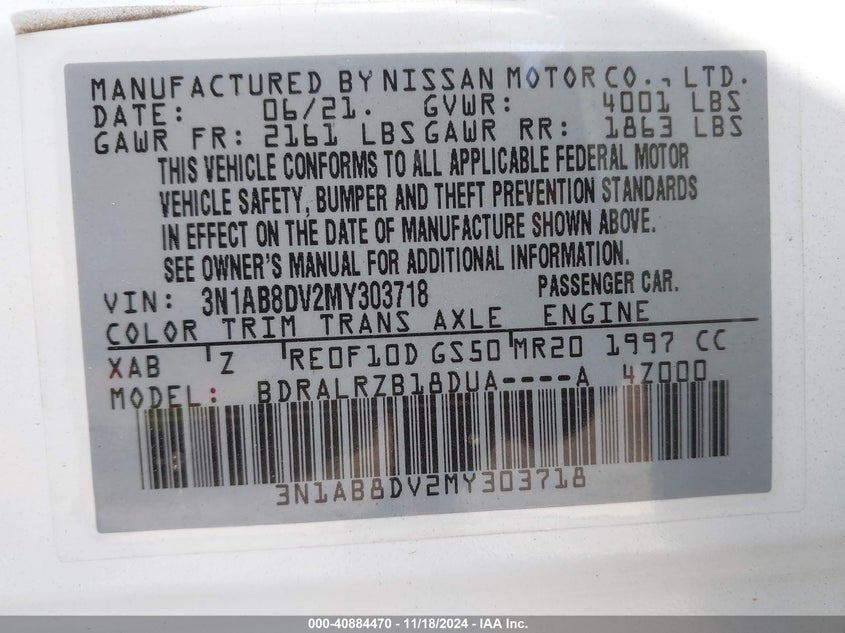 MANUFACTURED BY NISSAN MOTOR CO., LTD.
DATE: 06/21. GVWR: 4001 LBS
GAWR FR: 2161 LBS GAWR RR: 1863 LBS
THIS VEHICLE CONFORMS TO ALL APPLICABLE FEDERAL MOTOR
VEHICLE SAFETY, BUMPER AND THEFT PREVENTION STANDARDS
IN EFFECT ON THE DATE OF MANUFACTURE SHOWN ABOVE.
SEE OWNER'S MANUAL FOR ADDITIONAL INFORMATION.
VIN: 3N1AB8DV2MY303718 PASSENGER CAR.
COLOR TRIM TRANS AXLE ENGINE
XAB Z RE0F10D GS50 MR20 1997 CC
MODEL: BDRALRZB18DUA----A 4Z000
3N1AB8DV2MY303718
000-40884470 - 11/18/2024 - IAA Inc.